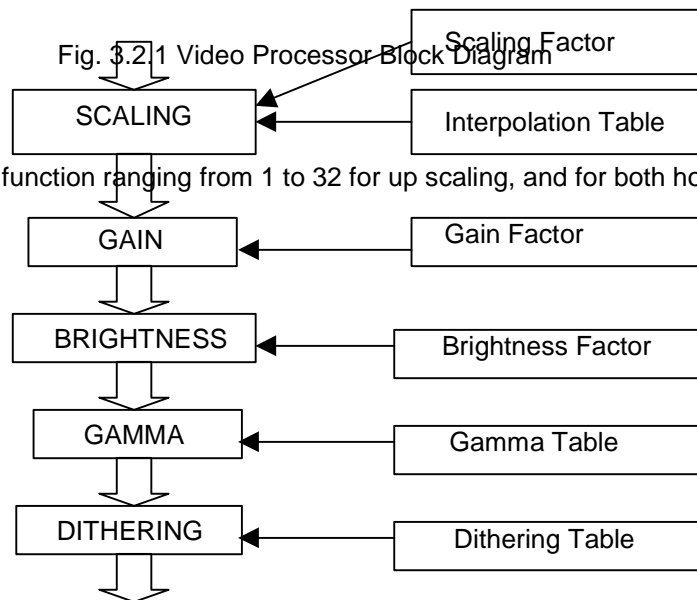 Scaling Factor
Fig. 3.2.1 Video Processor Block Diagram
SCALING
Interpolation Table
function ranging from 1 to 32 for up scaling, and for both ho
GAIN
Gain Factor
BRIGHTNESS
Brightness Factor
GAMMA
Gamma Table
DITHERING
Dithering Table